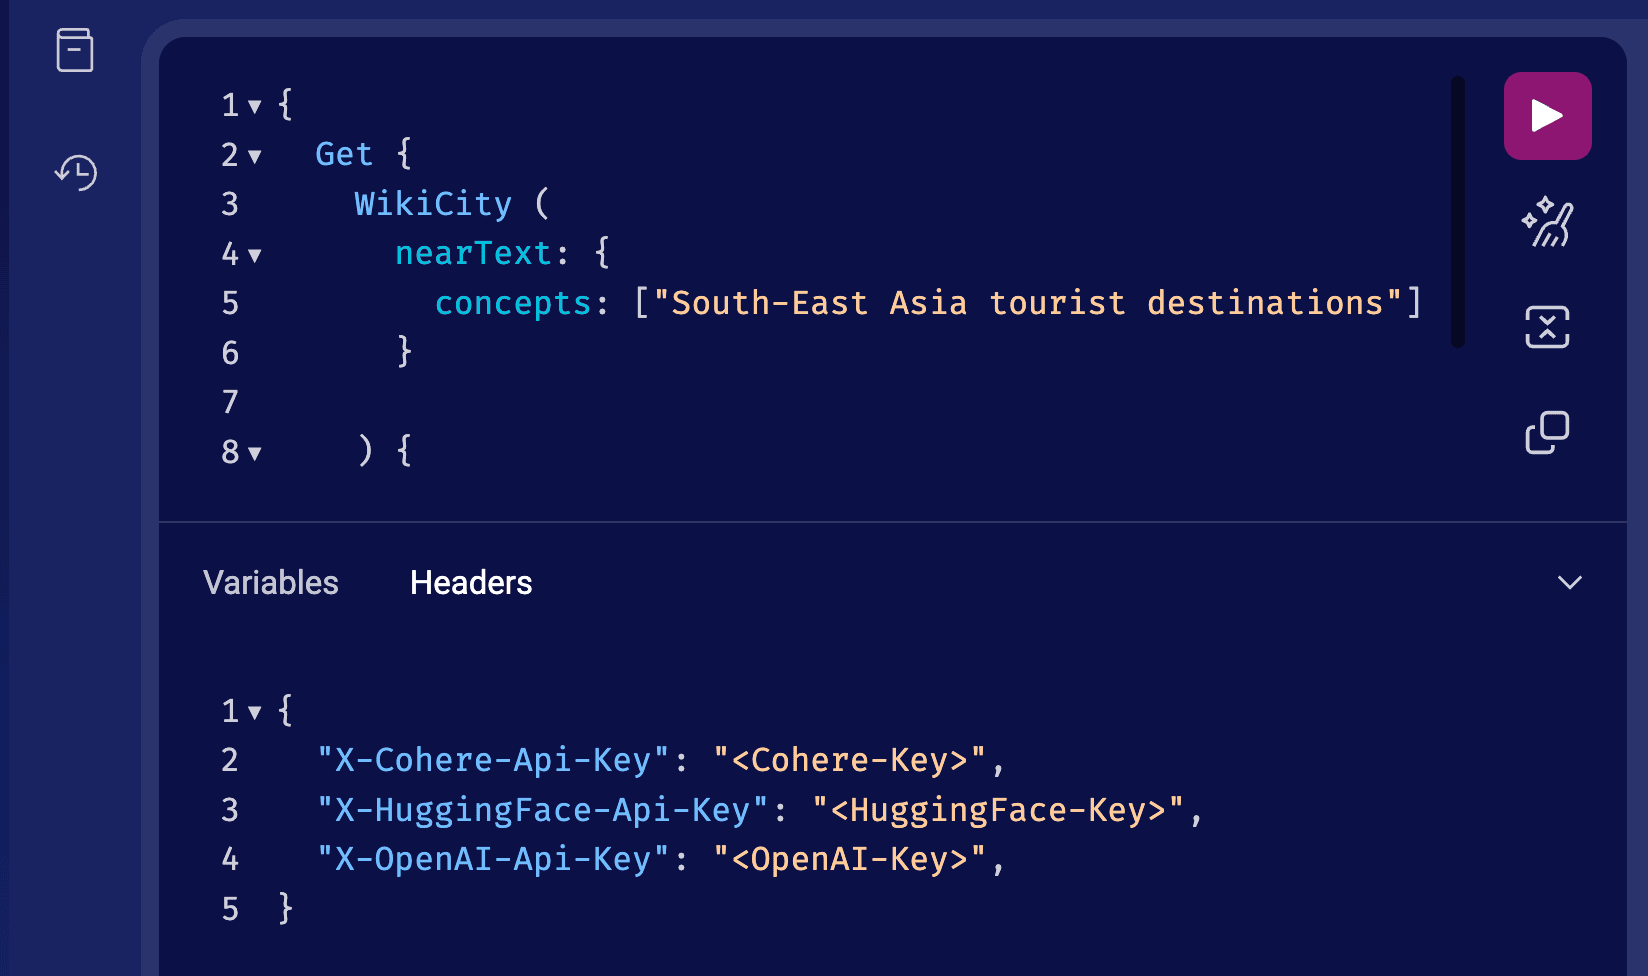 1 {
2   Get {
3     WikiCity (
4       nearText: {
5         concepts: ["South-East Asia tourist destinations"]
6       }
7
8     ) {
Variables Headers
1 {
2   "X-Cohere-Api-Key": "<Cohere-Key>",
3   "X-HuggingFace-Api-Key": "<HuggingFace-Key>",
4   "X-OpenAI-Api-Key": "<OpenAI-Key>",
5 }